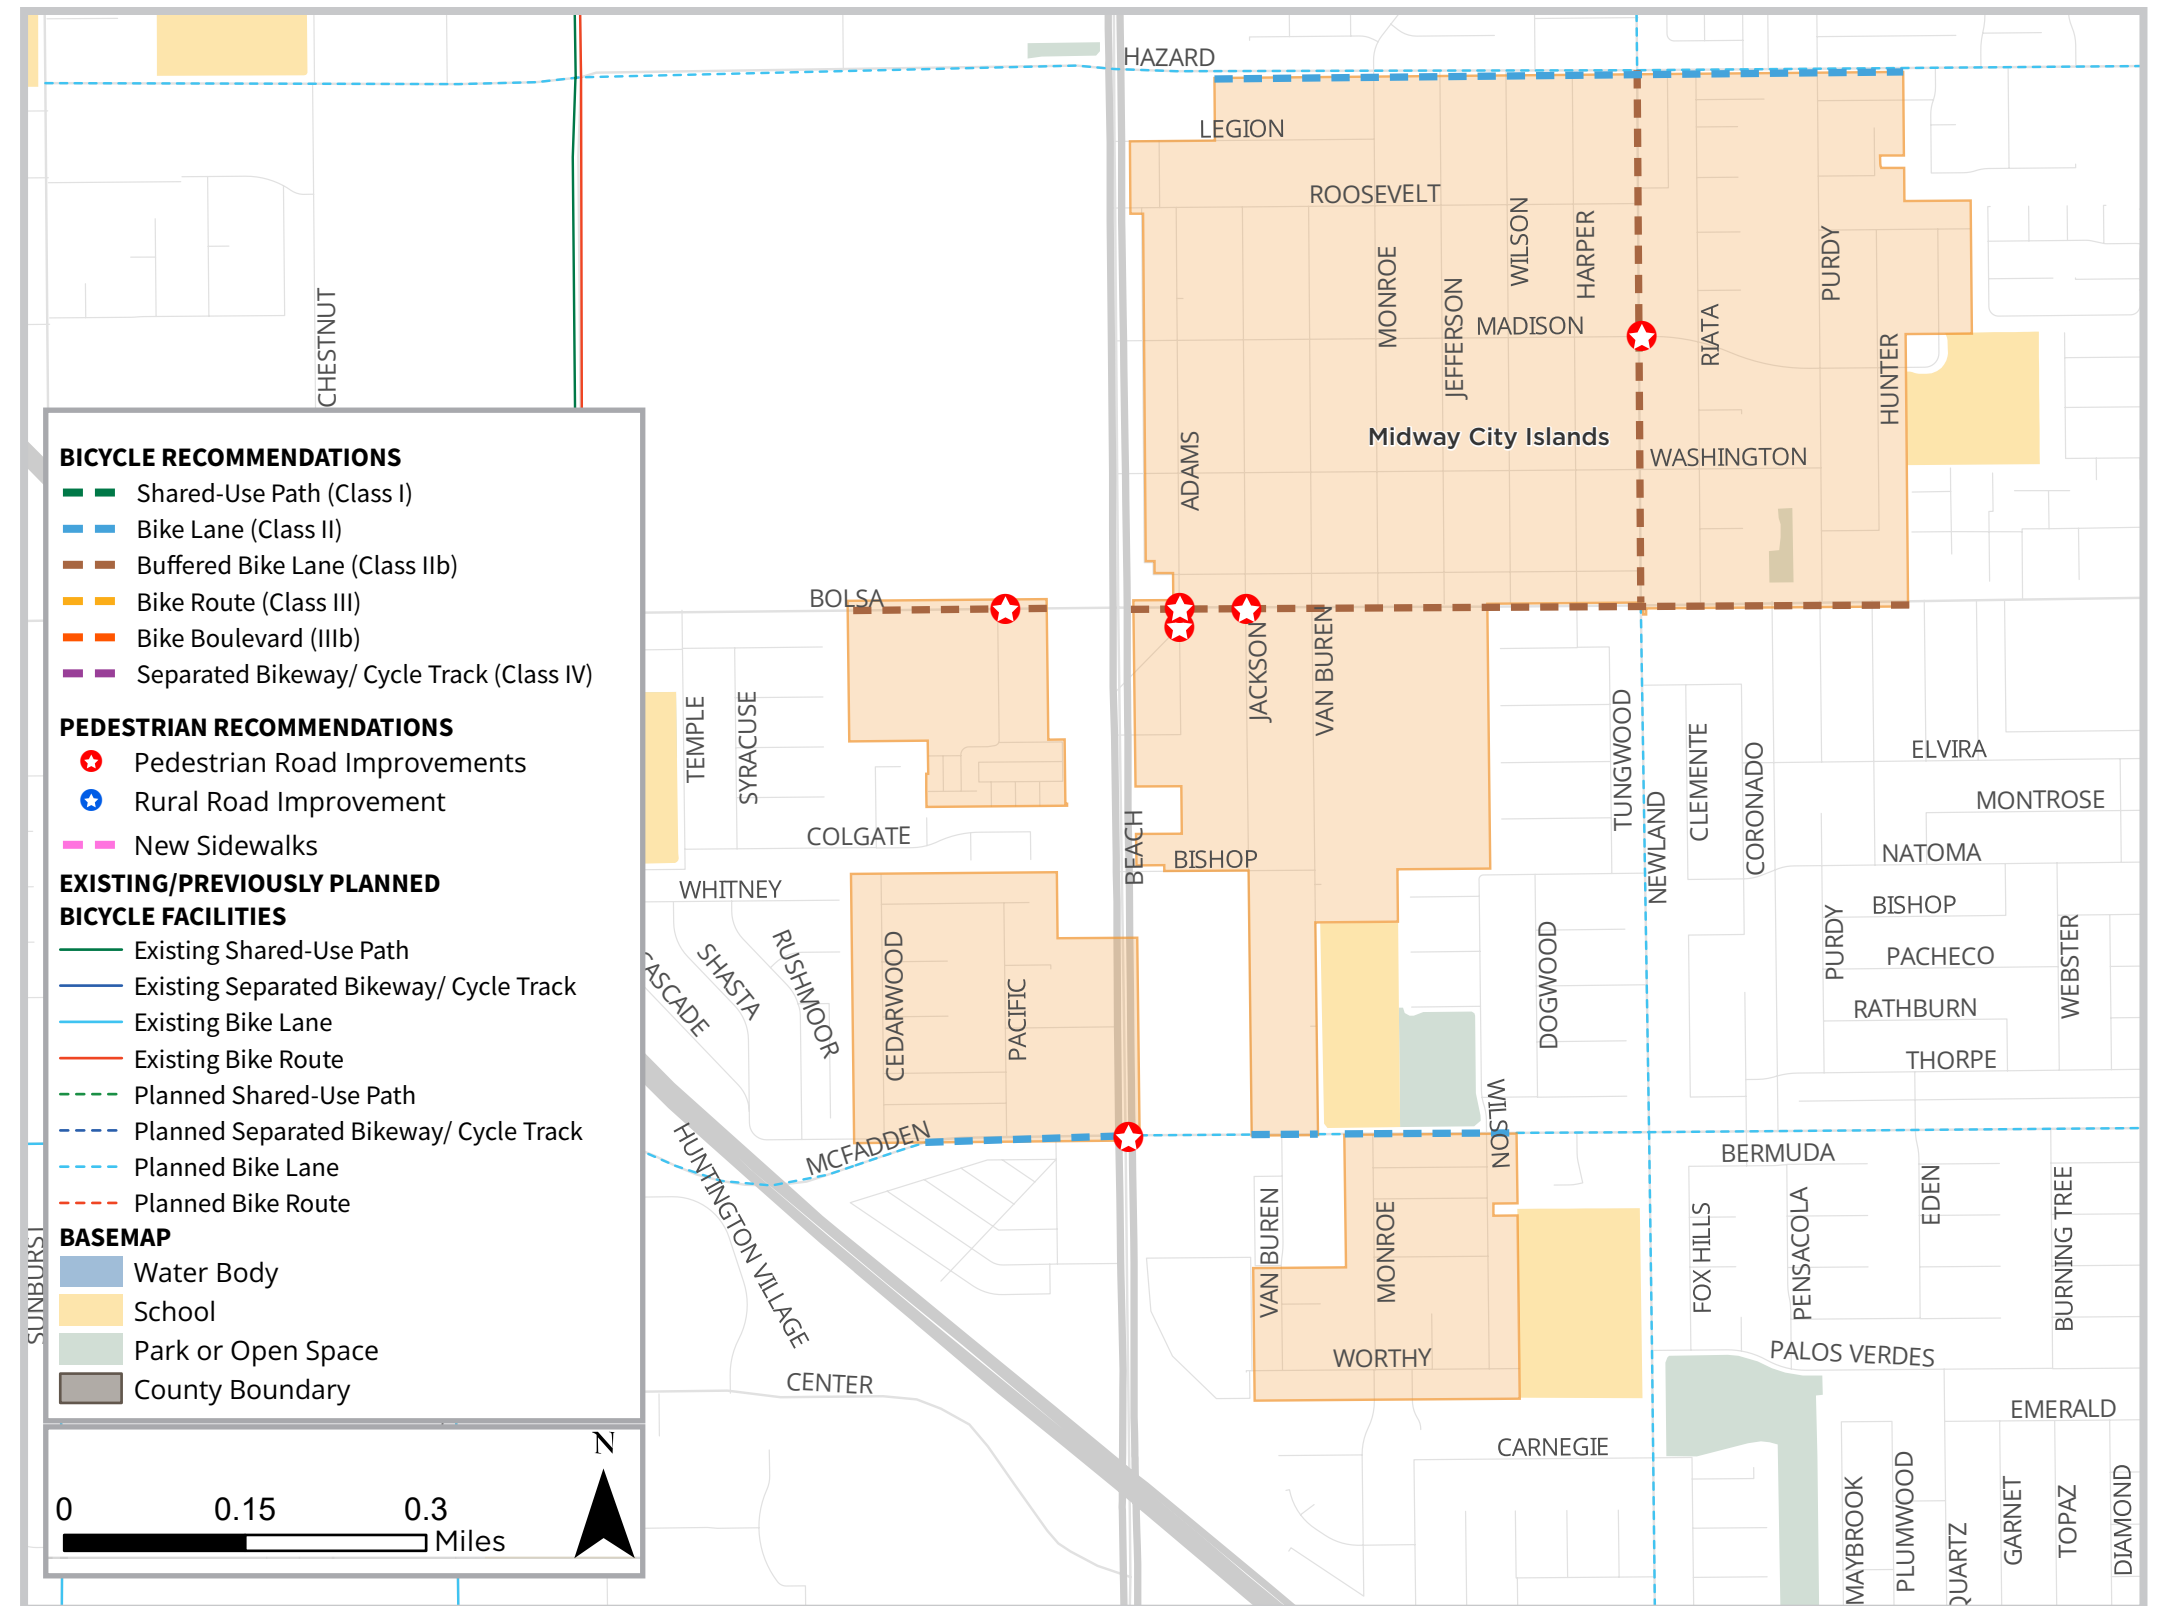 HAZARD
LEGION
ROOSEVELT
WILSON
HARPER
PURDY
MONROE
JEFFERSON
MADISON
RIATA
HUNTER
CHESTNUT
Midway City Islands
ADAMS
WASHINGTON
BOLSA
JACKSON
VAN BUREN
TEMPLE
SYRACUSE
TUNGWOOD
CLEMENTE
CORONADO
ELVIRA
MONTROSE
NEWLAND
COLGATE
BEACH
BISHOP
NATOMA
WHITNEY
BISHOP
PURDY
WEBSTER
CASCADE
SHASTA
RUSHMOOR
CEDARWOOD
PACIFIC
DOGWOOD
PACHECO
RATHBURN
THORPE
WILSON
MCFADDEN
HUNTINGTON VILLAGE
BERMUDA
VAN BUREN
MONROE
FOX HILLS
PENSACOLA
EDEN
BURNING TREE
SUNBURST
WORTHY
PALOS VERDES
CENTER
EMERALD
CARNEGIE
MAYBROOK
PLUMWOOD
QUARTZ
GARNET
TOPAZ
DIAMOND
BICYCLE RECOMMENDATIONS
Shared-Use Path (Class I)
Bike Lane (Class II)
Buffered Bike Lane (Class IIb)
Bike Route (Class III)
Bike Boulevard (IIIb)
Separated Bikeway/ Cycle Track (Class IV)
PEDESTRIAN RECOMMENDATIONS
Pedestrian Road Improvements
Rural Road Improvement
New Sidewalks
EXISTING/PREVIOUSLY PLANNED
BICYCLE FACILITIES
Existing Shared-Use Path
Existing Separated Bikeway/ Cycle Track
Existing Bike Lane
Existing Bike Route
Planned Shared-Use Path
Planned Separated Bikeway/ Cycle Track
Planned Bike Lane
Planned Bike Route
BASEMAP
Water Body
School
Park or Open Space
County Boundary
N
0 0.15 0.3
Miles